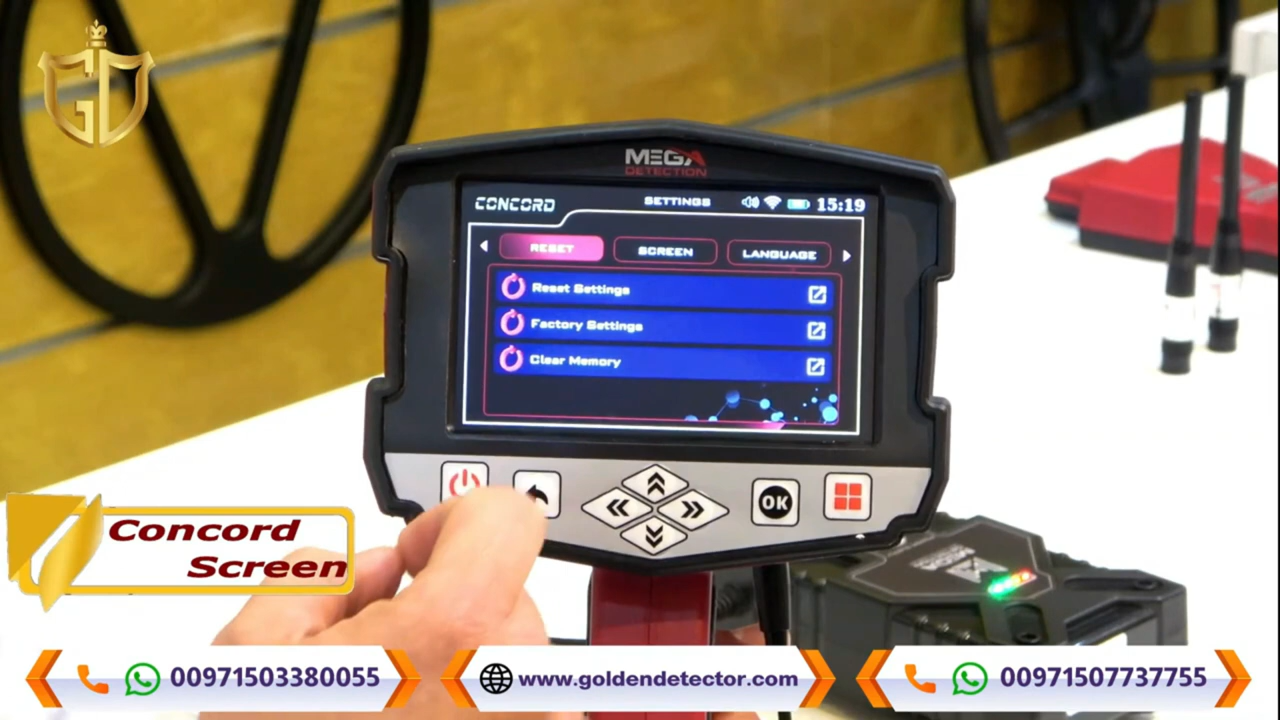 GD
MEGA
DETECTION
CONCORD
SETTINGS
15:19
RESET
SCREEN
LANGUAGE
Reset Settings
Factory Settings
Clear Memory
OK
Concord
Screen
00971503380055
www.goldendetector.com
00971507737755